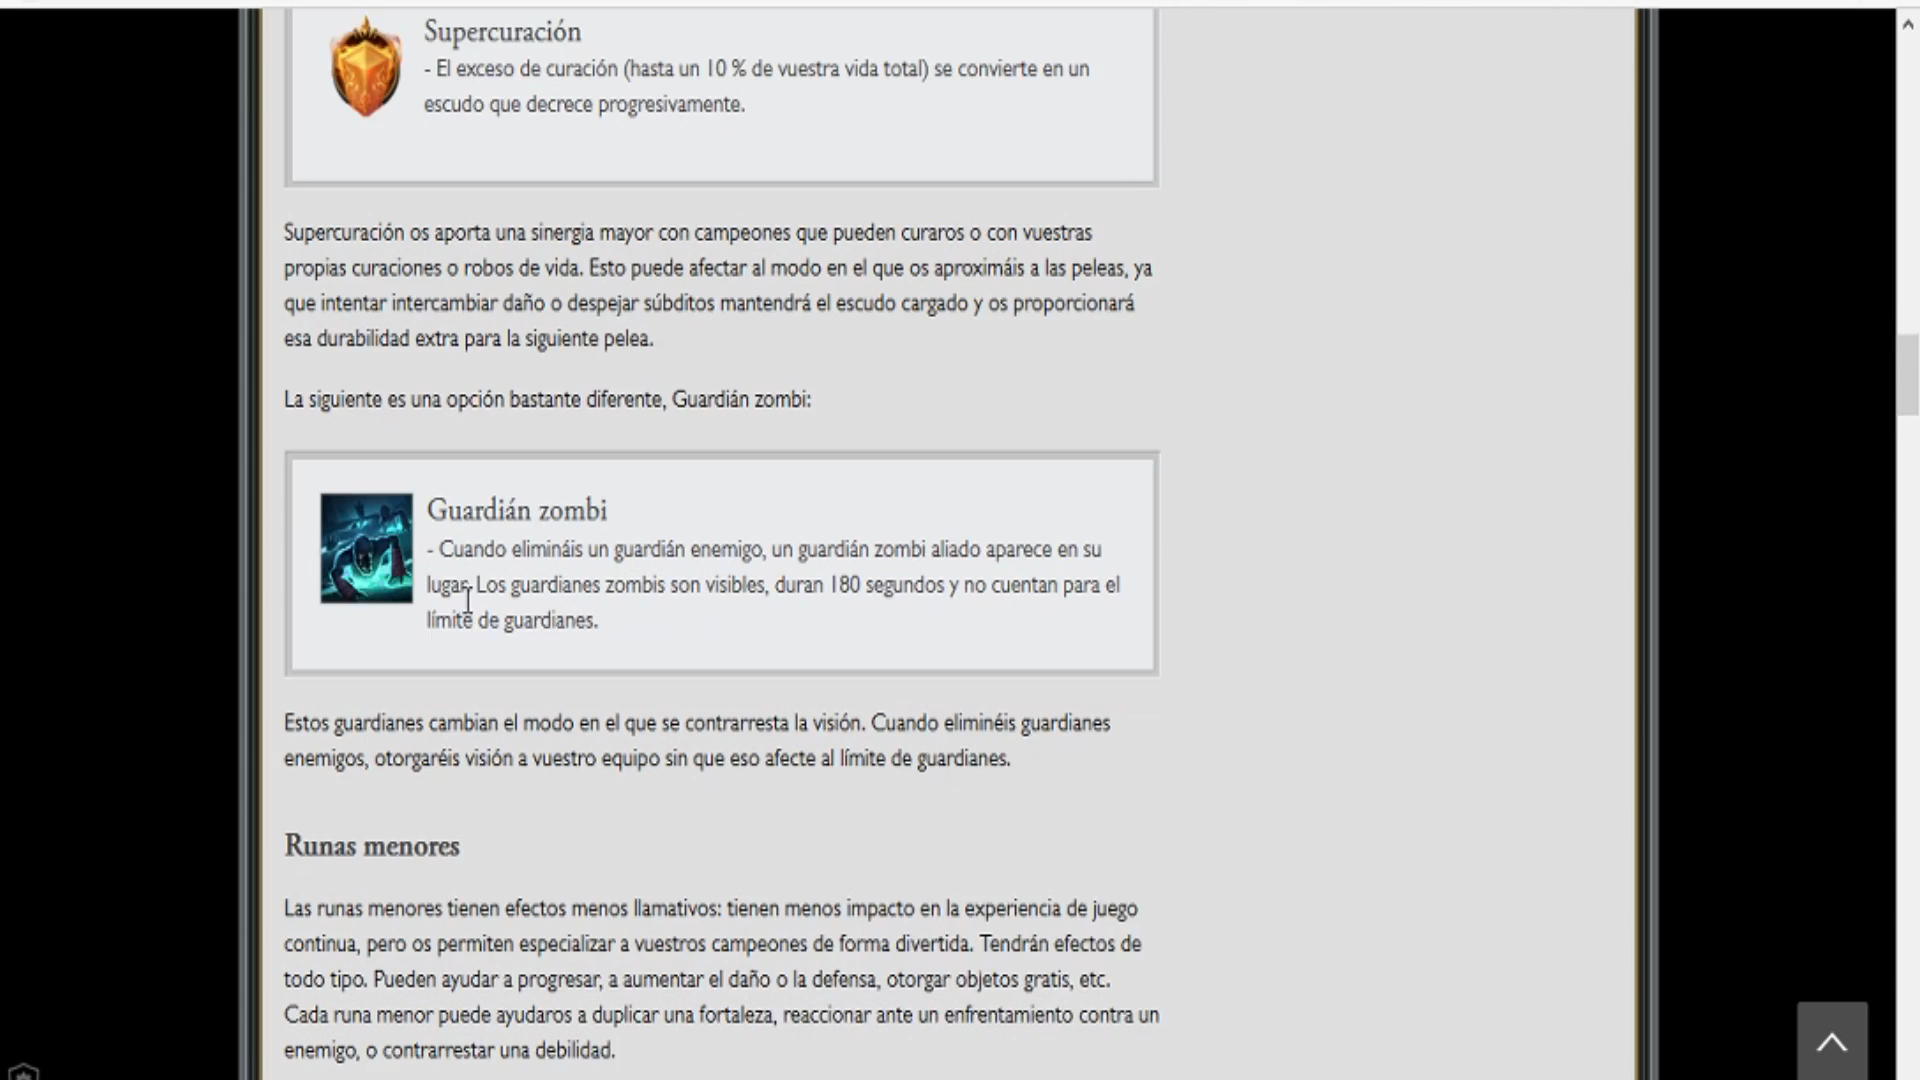 Supercuración
- El exceso de curación (hasta un 10 % de vuestra vida total) se convierte en un
escudo que decrece progresivamente.
Supercuración os aporta una sinergia mayor con campeones que pueden curaros o con vuestras
propias curaciones o robos de vida. Esto puede afectar al modo en el que os aproximáis a las peleas, ya
que intentar intercambiar daño o despejar súbditos mantendrá el escudo cargado y os proporcionará
esa durabilidad extra para la siguiente pelea.
La siguiente es una opción bastante diferente, Guardián zombi:
Guardián zombi
- Cuando elimináis un guardián enemigo, un guardián zombi aliado aparece en su
lugar. Los guardianes zombis son visibles, duran 180 segundos y no cuentan para el
límite de guardianes.
Estos guardianes cambian el modo en el que se contrarresta la visión. Cuando eliminéis guardianes
enemigos, otorgaréis visión a vuestro equipo sin que eso afecte al límite de guardianes.
Runas menores
Las runas menores tienen efectos menos llamativos: tienen menos impacto en la experiencia de juego
continua, pero os permiten especializar a vuestros campeones de forma divertida. Tendrán efectos de
todo tipo. Pueden ayudar a progresar, a aumentar el daño o la defensa, otorgar objetos gratis, etc.
Cada runa menor puede ayudaros a duplicar una fortaleza, reaccionar ante un enfrentamiento contra un
enemigo, o contrarrestar una debilidad.